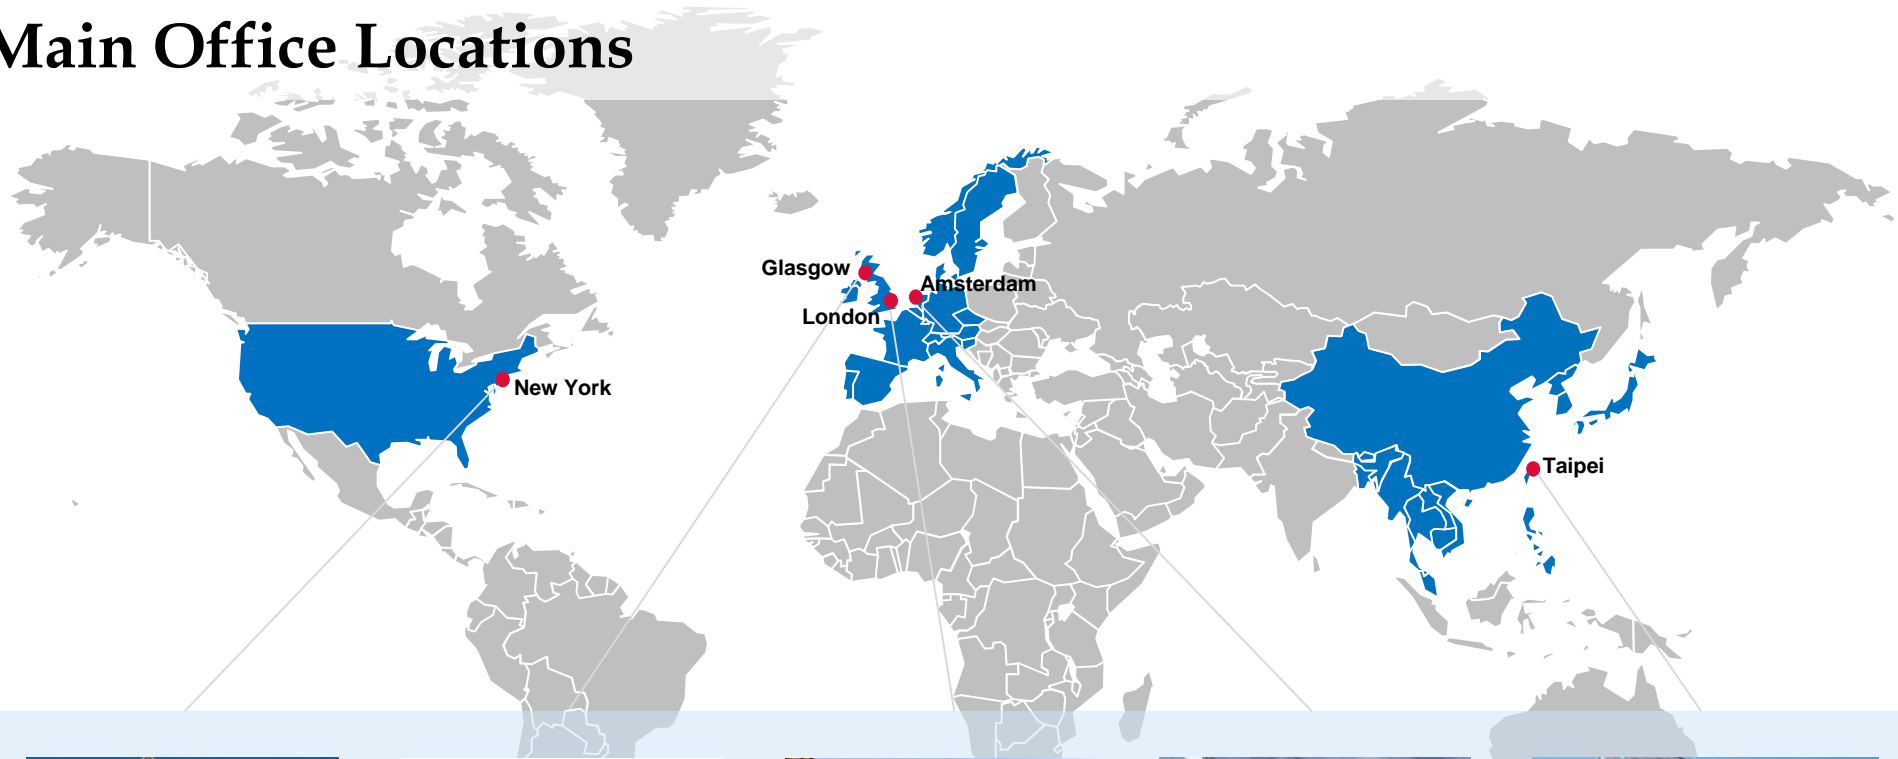 Main Office Locations
Glasgow
Amsterdam
London
New York
Taipei